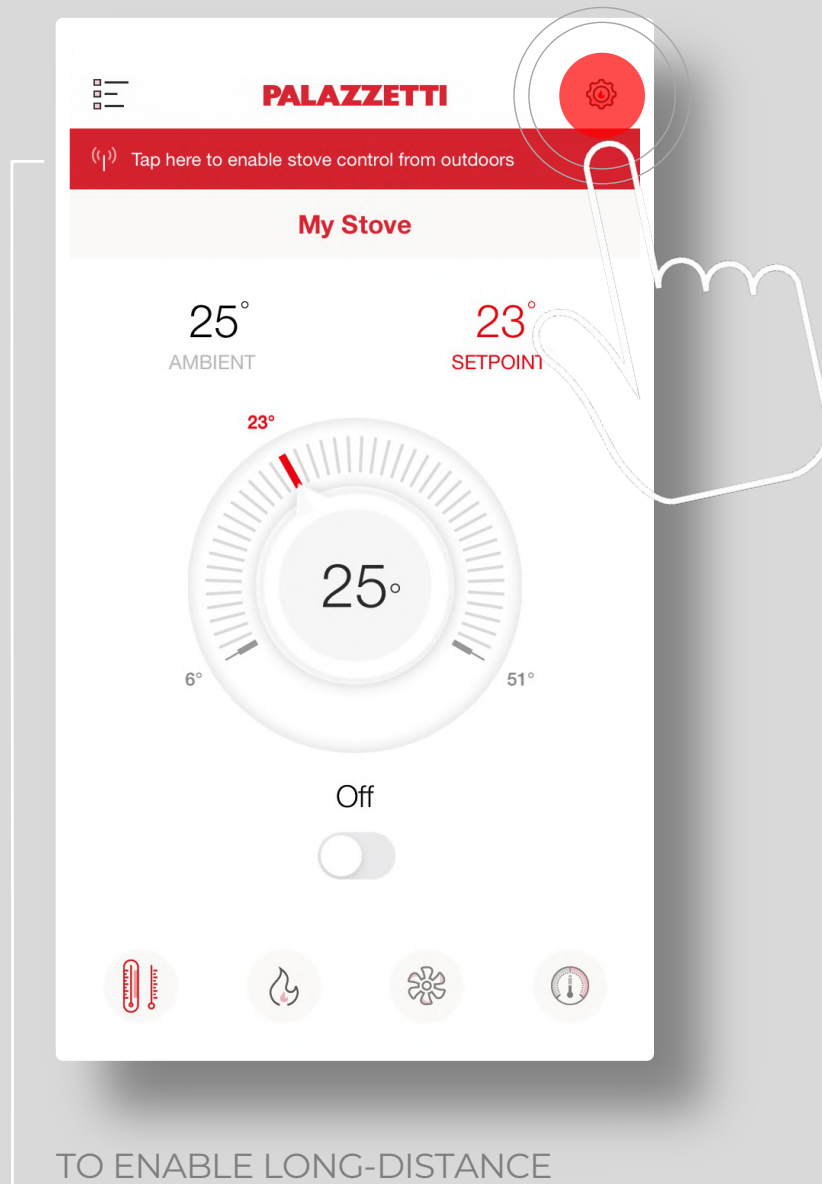 PALAZZETTI
Tap here to enable stove control from outdoors
My Stove
25° 23°
AMBIENT SETPOINT
23°
25°
6° 51°
Off
TO ENABLE LONG-DISTANCE